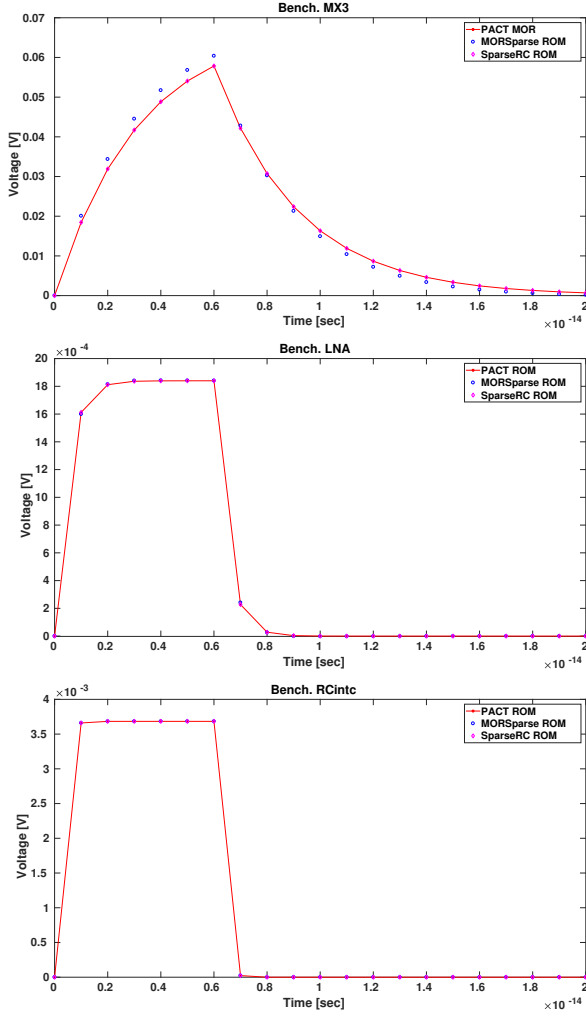 Bench. MX3
0.07
0.06
0.05
0.04
0.03
0.02
0.01
0
Voltage [V]
PACT MOR
MORSparse ROM
SparseRC ROM
0 0.2 0.4 0.6 0.8 1 1.2 1.4 1.6 1.8 2
Time [sec]
×10 -14
Bench. LNA
×10 -4
20
18
16
14
12
10
8
6
4
2
0
Voltage [V]
PACT ROM
MORSparse ROM
SparseRC ROM
0 0.2 0.4 0.6 0.8 1 1.2 1.4 1.6 1.8 2
Time [sec]
×10 -14
Bench. RCintc
×10 -3
4
3.5
3
2.5
2
1.5
1
0.5
0
Voltage [V]
PACT ROM
MORSparse ROM
SparseRC ROM
0 0.2 0.4 0.6 0.8 1 1.2 1.4 1.6 1.8 2
Time [sec]
×10 -14